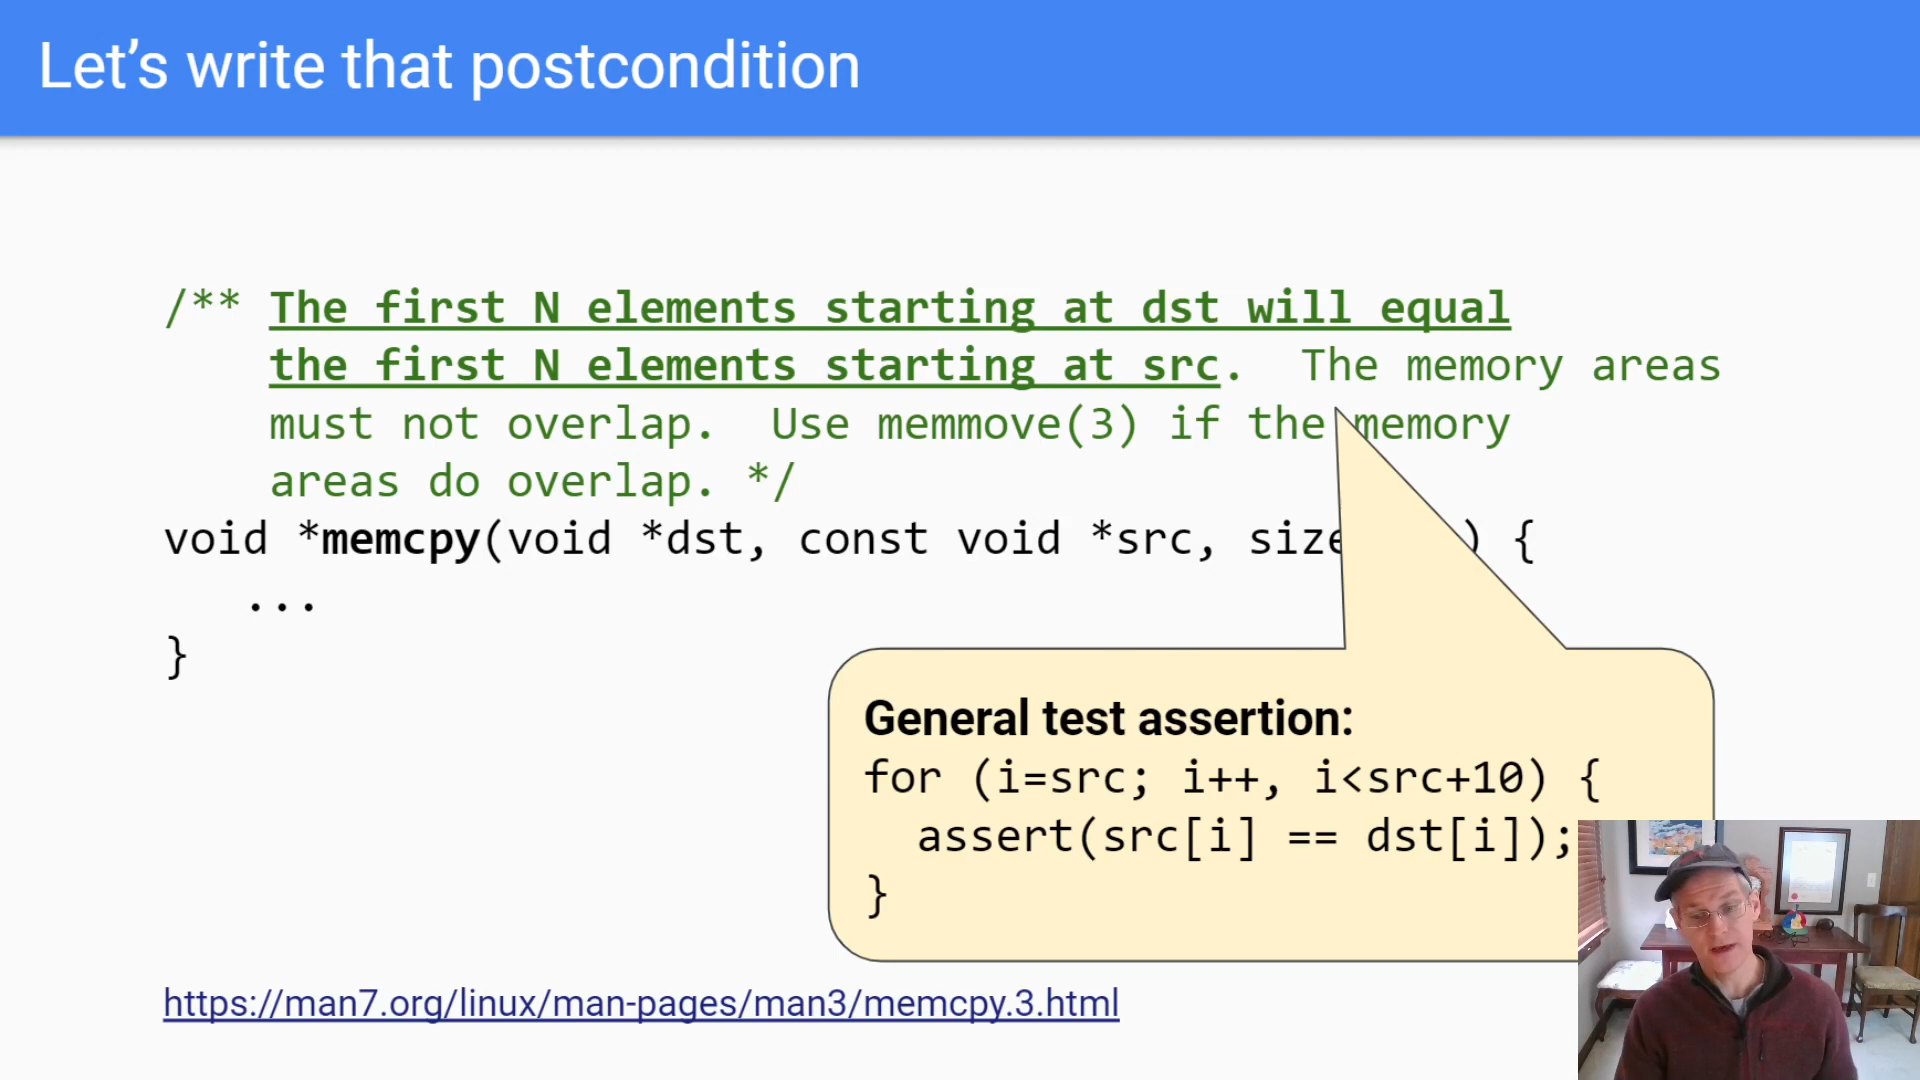 Let’s write that postcondition
/** The first N elements starting at dst will equal
the first N elements starting at src. The memory areas
must not overlap. Use memmove(3) if the memory
areas do overlap. */
void *memcpy(void *dst, const void *src, size ) {
...
}
General test assertion:
for (i=src; i++, i<src+10) {
assert(src[i] == dst[i]);
}
https://man7.org/linux/man-pages/man3/memcpy.3.html